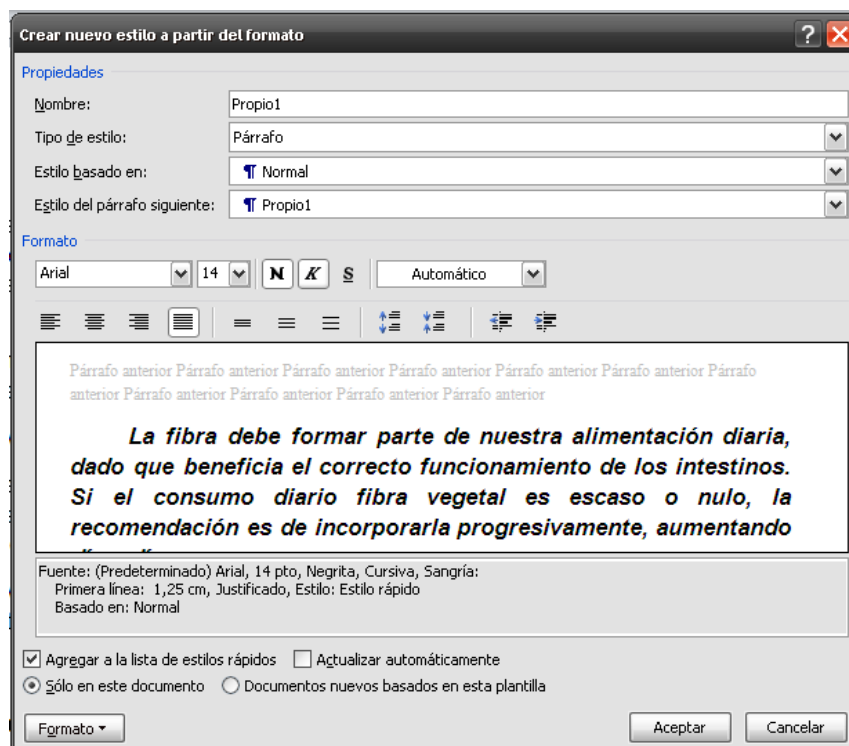 Crear nuevo estilo a partir del formato
Propiedades
Nombre: Propio1
Tipo de estilo: Párrafo
Estilo basado en: ¶ Normal
Estilo del párrafo siguiente: ¶ Propio1
Formato
Arial 14 N K S Automático
Párrafo anterior Párrafo anterior Párrafo anterior Párrafo anterior Párrafo anterior Párrafo anterior Párrafo
anterior Párrafo anterior Párrafo anterior Párrafo anterior Párrafo anterior
La fibra debe formar parte de nuestra alimentación diaria,
dado que beneficia el correcto funcionamiento de los intestinos.
Si el consumo diario fibra vegetal es escaso o nulo, la
recomendación es de incorporarla progresivamente, aumentando
Fuente: (Predeterminado) Arial, 14 pto, Negrita, Cursiva, Sangría:
Primera línea: 1,25 cm, Justificado, Estilo: Estilo rápido
Basado en: Normal
Agregar a la lista de estilos rápidos Actualizar automáticamente
Sólo en este documento Documentos nuevos basados en esta plantilla
Formato Aceptar Cancelar